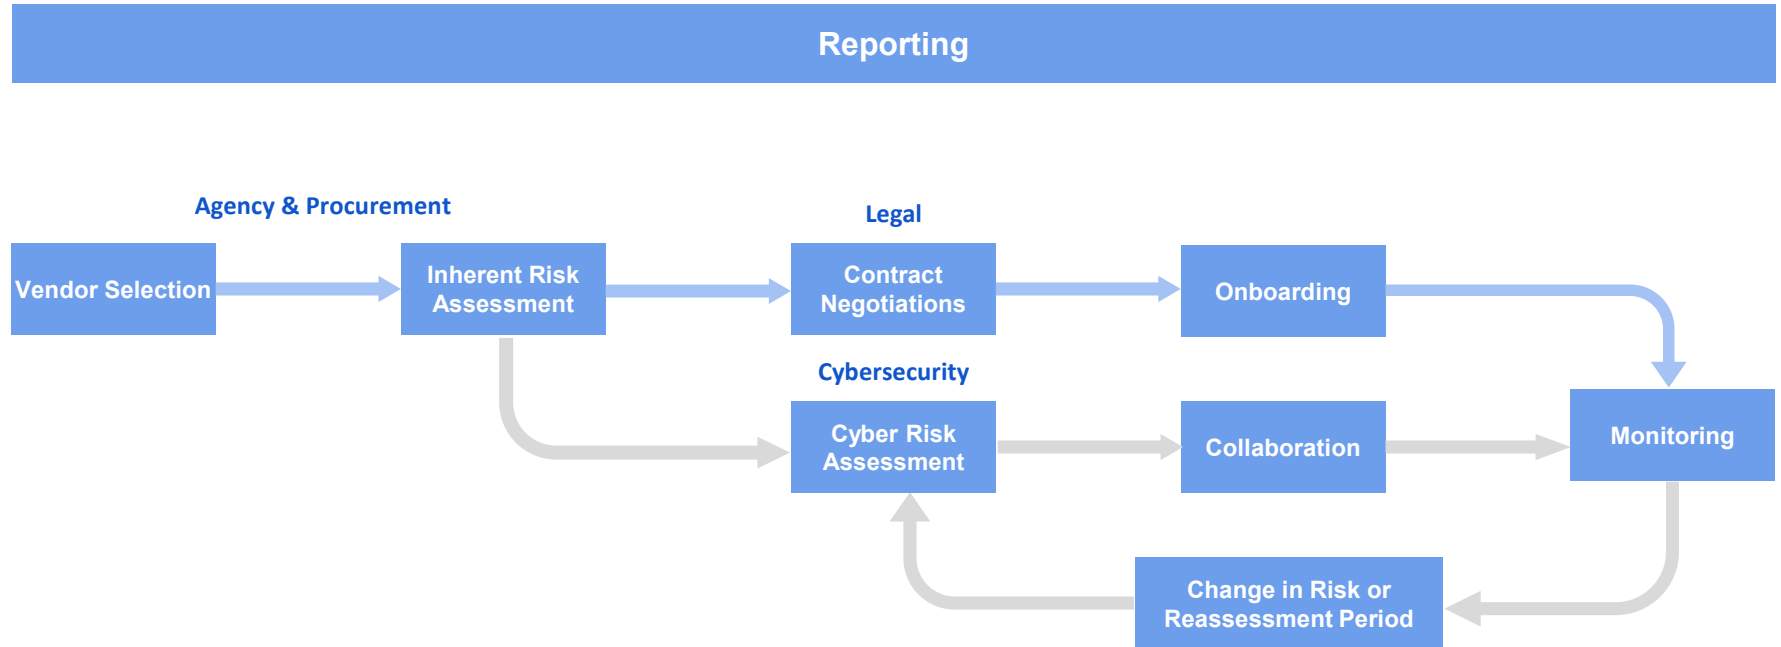 Reporting
Agency & Procurement
Legal
Vendor Selection
Inherent Risk
Assessment
Contract
Negotiations
Onboarding
Cybersecurity
Cyber Risk
Assessment
Collaboration
Monitoring
Change in Risk or
Reassessment Period